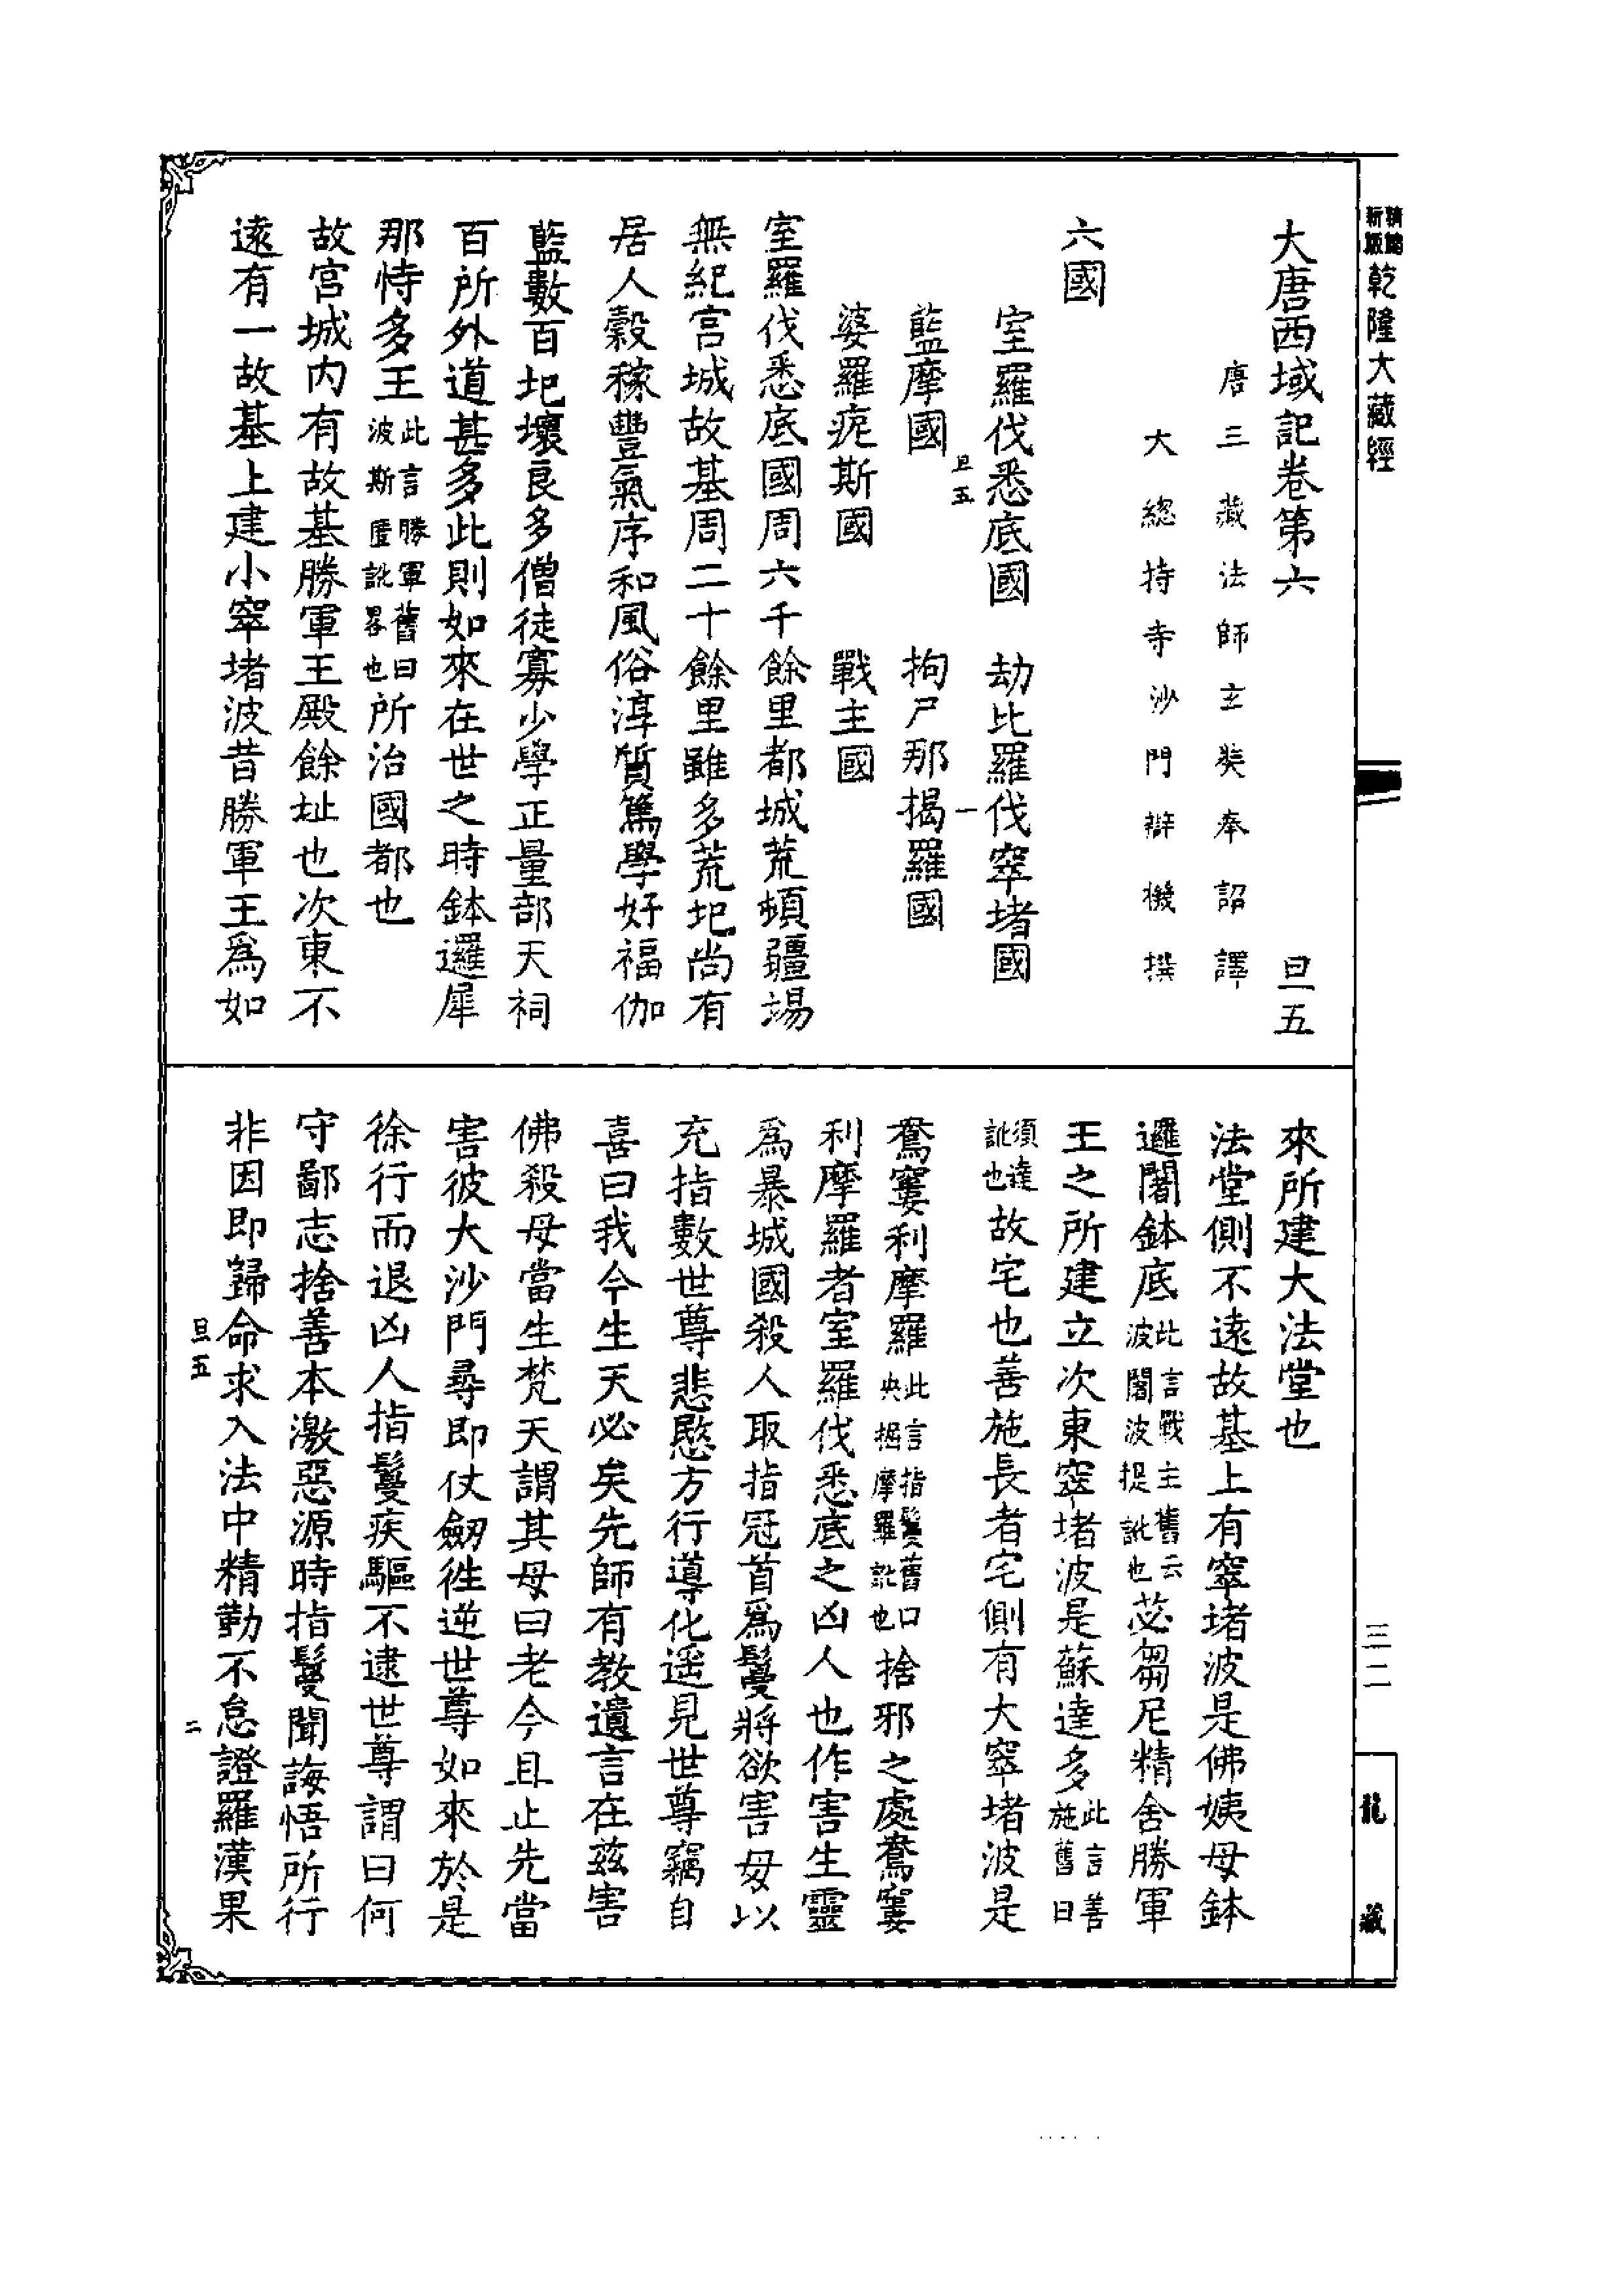 新版乾隆大藏經
三二
龍藏
大唐西域記卷第六 旦五
唐三藏法師玄奘奉詔譯
大總持寺沙門辯機撰
六國
室羅伐悉底國 劫比羅伐窣堵國
旦五 一
藍摩國 拘尸那揭羅國
婆羅痆斯國 戰主國
室羅伐悉底國周六千餘里都城荒頓疆埸
無紀宮城故基周二十餘里雖多荒圯尚有
居人穀稼豐氣序和風俗淳質篤學好福伽
藍數百圯壞良多僧徒寡少學正量部天祠
百所外道甚多此則如來在世之時鉢邏犀
那恃多王此言勝軍舊曰波斯匿訛畧也所治國都也
故宮城內有故基勝軍王殿餘址也次東不
遠有一故基上建小窣堵波昔勝軍王爲如
來所建大法堂也
法堂側不遠故基上有窣堵波是佛姨母鉢
邏闍鉢底此言戰主舊云波闍波提訛也苾芻尼精舍勝軍
王之所建立次東窣堵波是蘇達多此言善施舊曰
須達訛也故宅也善施長者宅側有大窣堵波是
鴦窶利摩羅此言指鬘舊曰央掘摩羅訛也捨邪之處鴦窶
利摩羅者室羅伐悉底之凶人也作害生靈
爲暴城國殺人取指冠首爲鬘將欲害母以
充指數世尊悲愍方行導化遥見世尊竊自
喜曰我今生天必矣先師有教遺言在兹害
佛殺母當生梵天謂其母曰老今且止先當
害彼大沙門尋即仗劒徃逆世尊如來於是
徐行而退凶人指鬘疾驅不逮世尊謂曰何
守鄙志捨善本激惡源時指鬘聞誨悟所行
非因即歸命求入法中精勤不怠證羅漢果
旦五 二